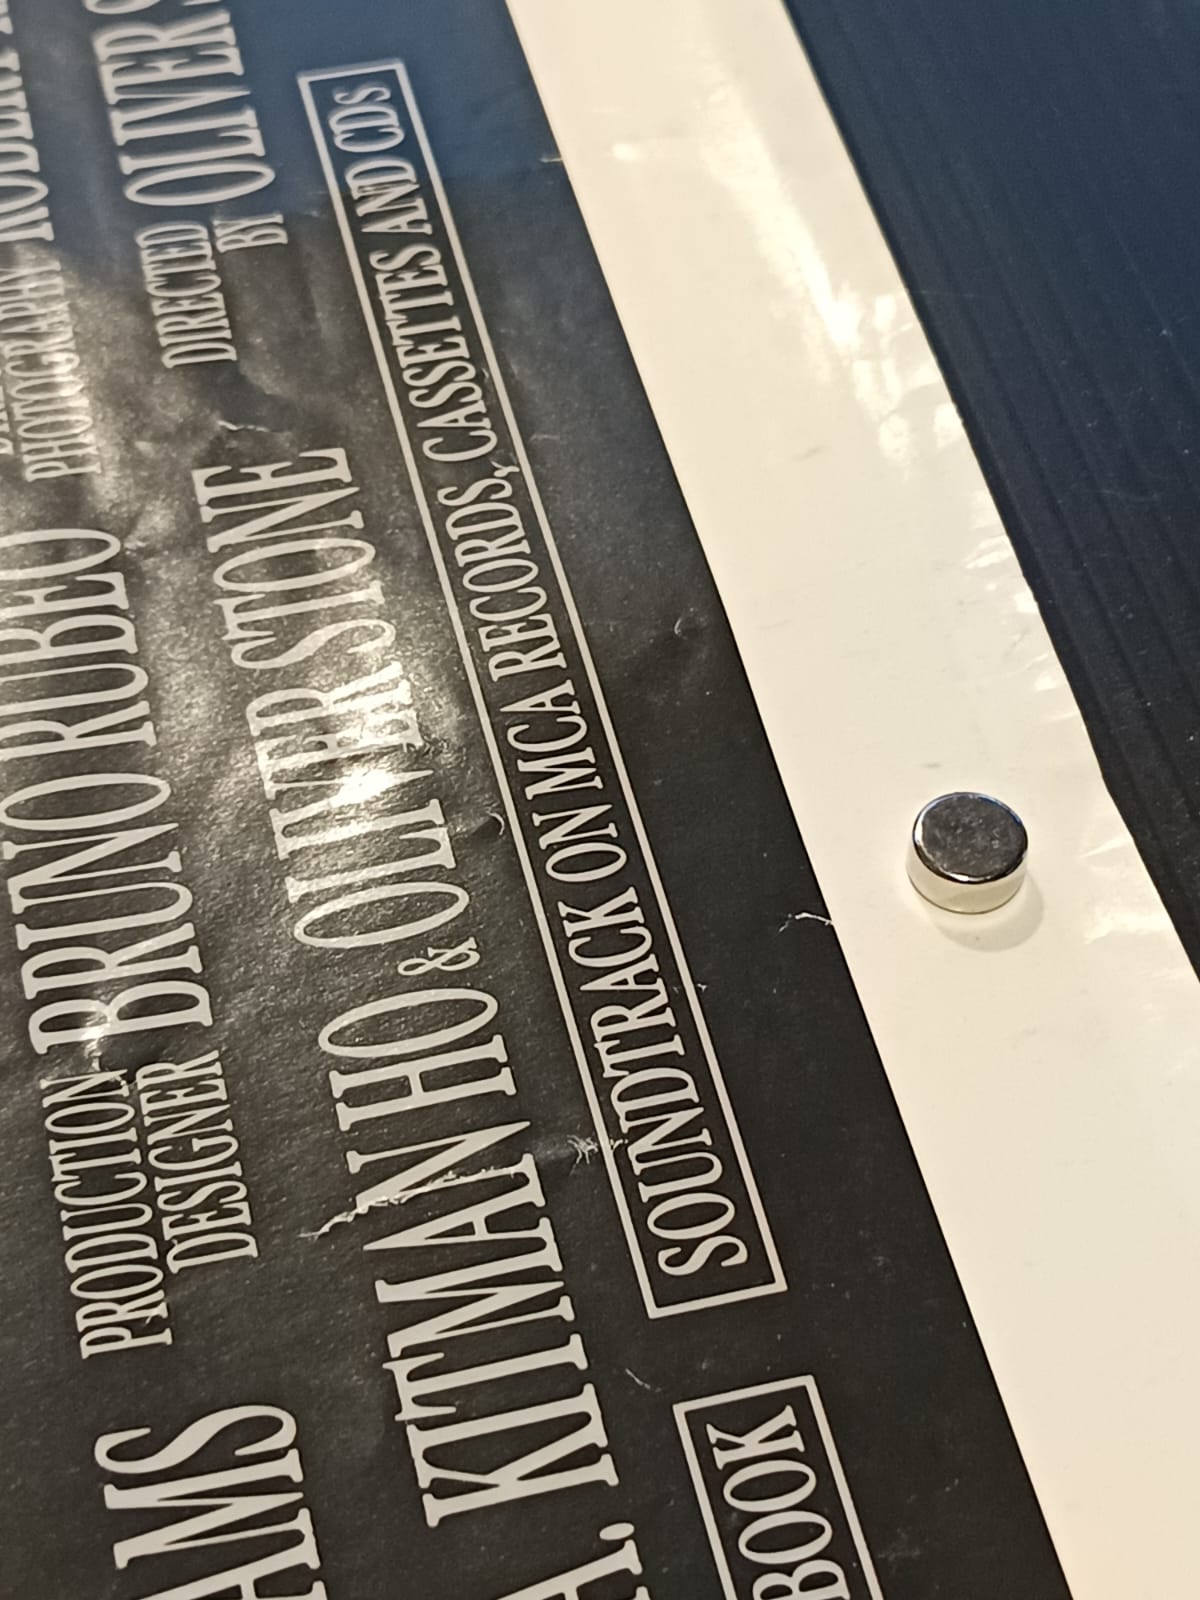 AMS PRODUCTION DESIGNER BRUNO RUBEO PHOTOGRAPHY
A. KITMAN HO & OLIVER STONE DIRECTED BY OLIVER
BOOK SOUNDTRACK ON MCA RECORDS, CASSETTES AND CDS